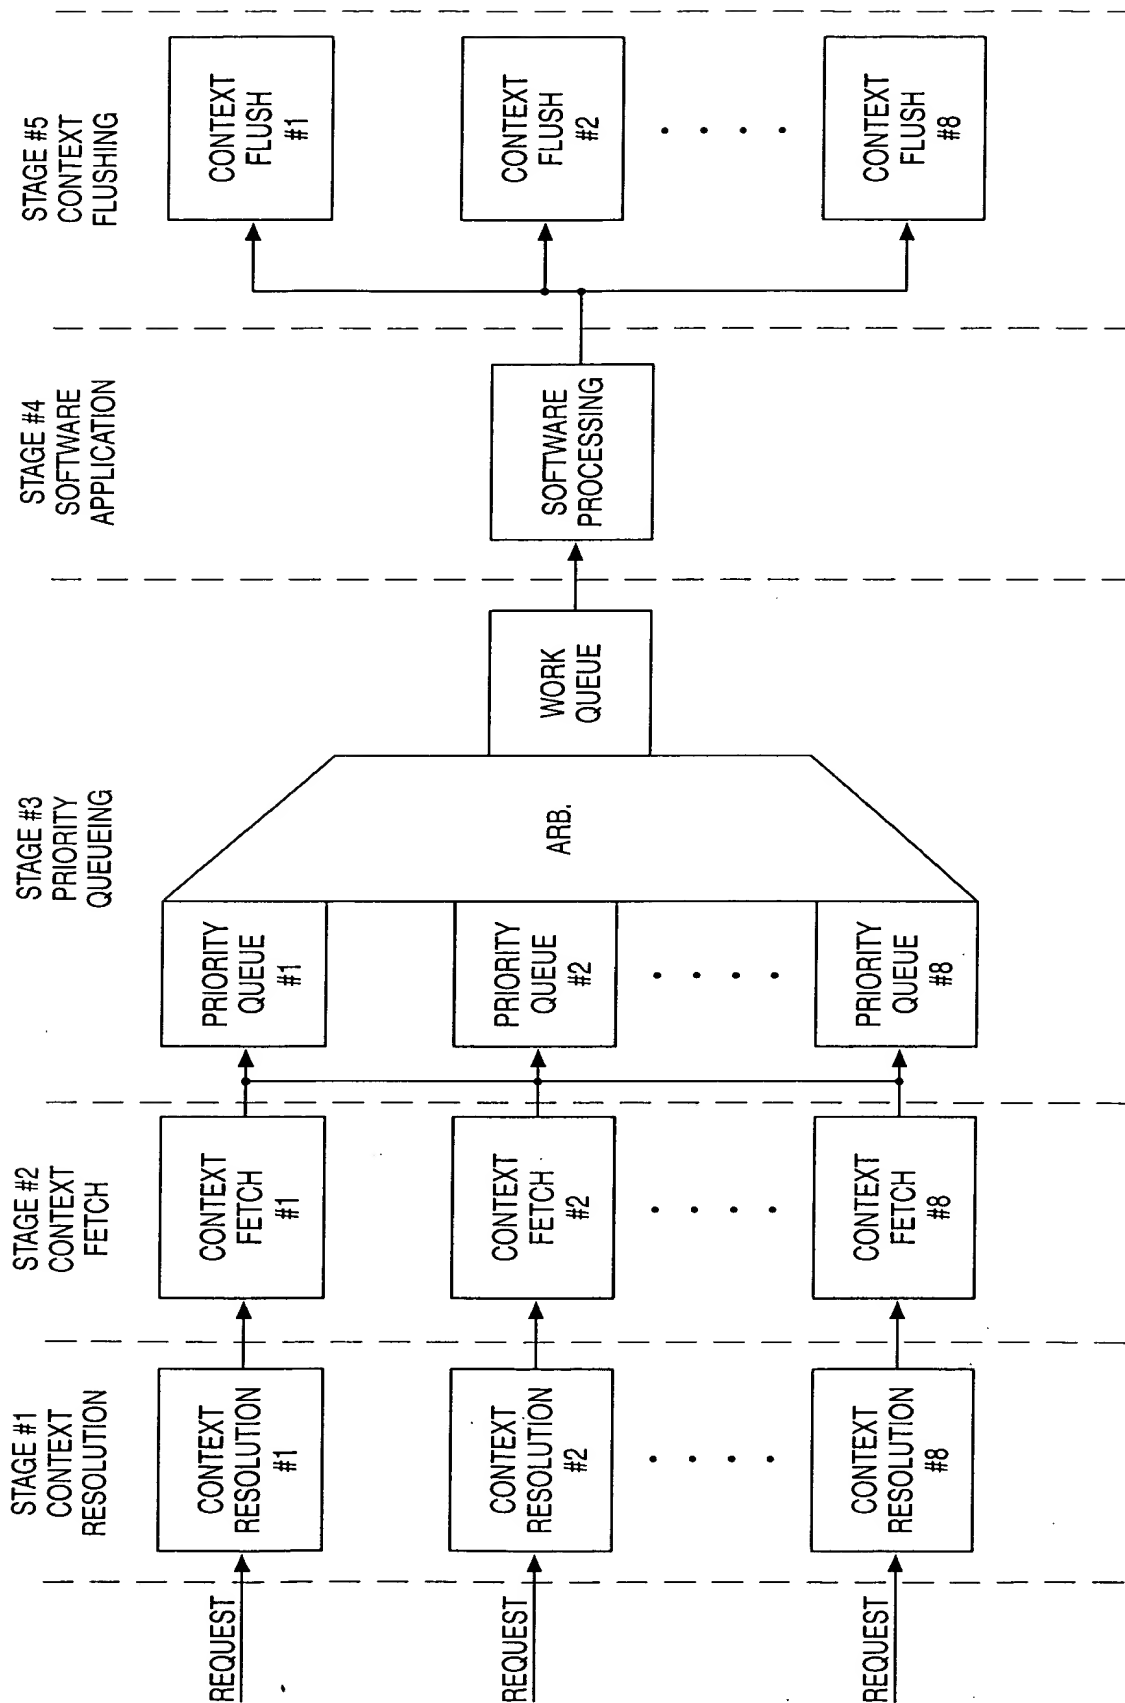 STAGE #1
CONTEXT
RESOLUTION
STAGE #2
CONTEXT
FETCH
STAGE #3
PRIORITY
QUEUEING
STAGE #4
SOFTWARE
APPLICATION
STAGE #5
CONTEXT
FLUSHING
REQUEST
CONTEXT
RESOLUTION
#1
CONTEXT
FETCH
#1
PRIORITY
QUEUE
#1
CONTEXT
FLUSH
#1
REQUEST
CONTEXT
RESOLUTION
#2
CONTEXT
FETCH
#2
PRIORITY
QUEUE
#2
ARB.
WORK
QUEUE
SOFTWARE
PROCESSING
CONTEXT
FLUSH
#2
REQUEST
CONTEXT
RESOLUTION
#8
CONTEXT
FETCH
#8
PRIORITY
QUEUE
#8
CONTEXT
FLUSH
#8